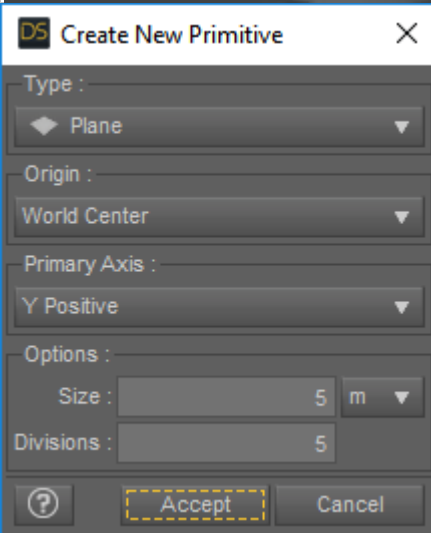 DS Create New Primitive
Type :
Plane
Origin :
World Center
Primary Axis :
Y Positive
Options :
Size : 5 m
Divisions : 5
? Accept Cancel